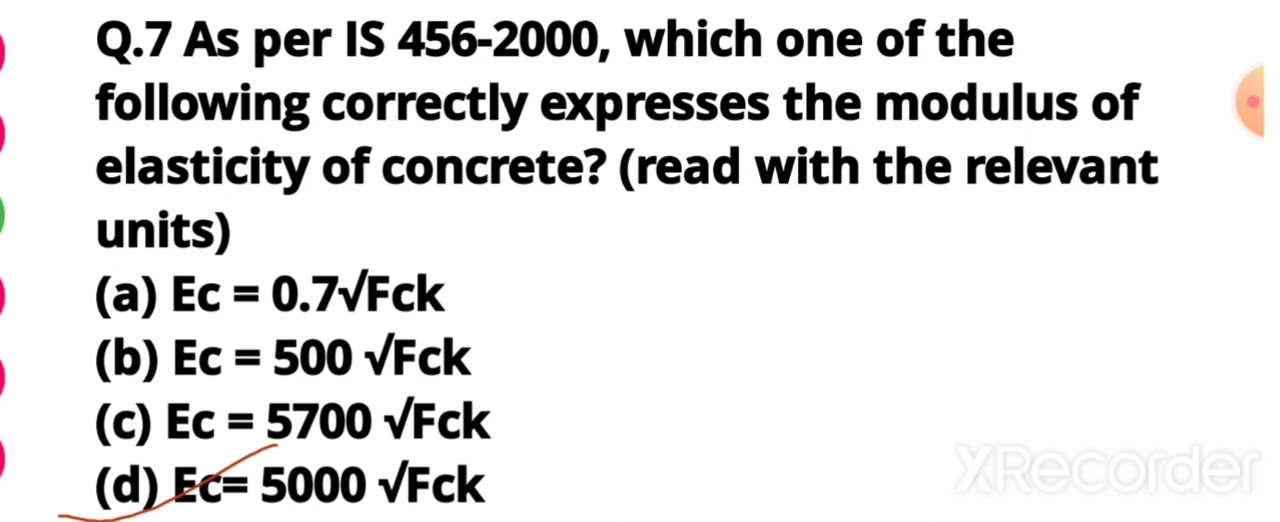 Q.7 As per IS 456-2000, which one of the
following correctly expresses the modulus of
elasticity of concrete? (read with the relevant
units)
(a) Ec = 0.7√Fck
(b) Ec = 500 √Fck
(c) Ec = 5700 √Fck
(d) Ec= 5000 √Fck
XRecorder